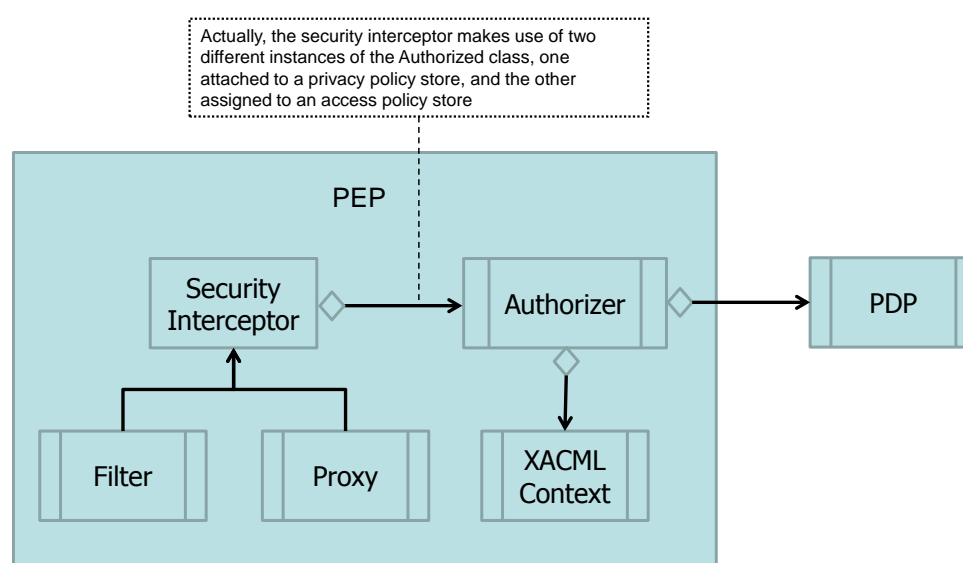 Actually, the security interceptor makes use of two
different instances of the Authorized class, one
attached to a privacy policy store, and the other
assigned to an access policy store
PEP
Security
Interceptor
Authorizer
PDP
Filter
Proxy
XACML
Context